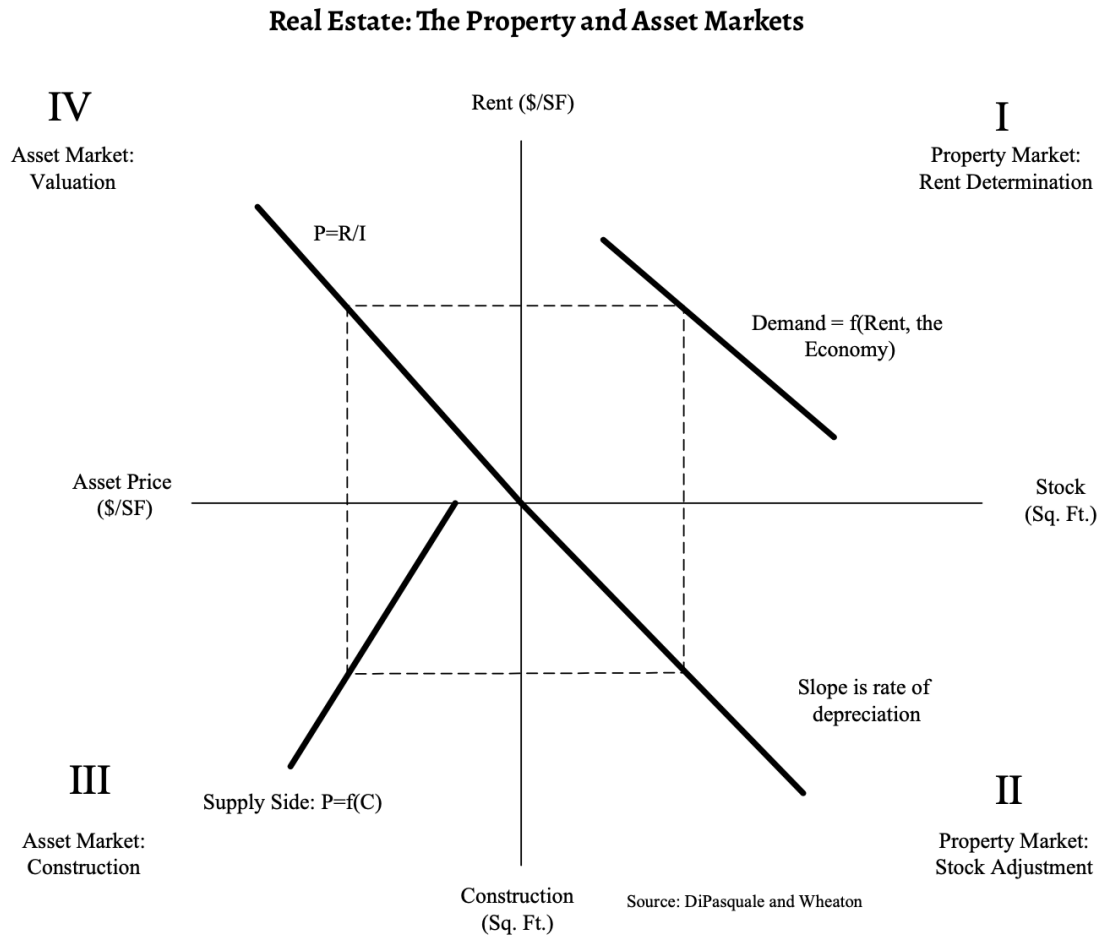 Real Estate: The Property and Asset Markets
IV
Asset Market:
Valuation
Rent ($/SF)
I
Property Market:
Rent Determination
P=R/I
Demand = f(Rent, the
Economy)
Asset Price
($/SF)
Stock
(Sq. Ft.)
Slope is rate of
depreciation
III
Supply Side: P=f(C)
Asset Market:
Construction
II
Property Market:
Stock Adjustment
Construction
(Sq. Ft.)
Source: DiPasquale and Wheaton